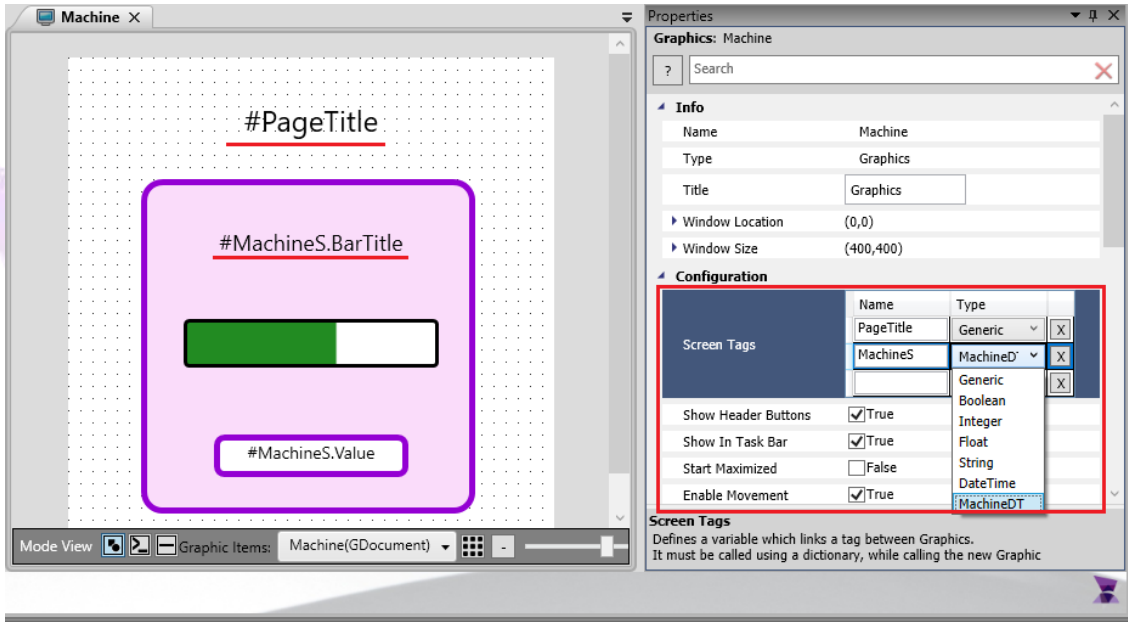 Machine X
#PageTitle
#MachineS.BarTitle
#MachineS.Value
Mode View Graphic Items: Machine(GDocument) -
Properties
Graphics: Machine
? Search
Info
Name Machine
Type Graphics
Title Graphics
Window Location (0,0)
Window Size (400,400)
Configuration
Screen Tags
Name Type
PageTitle Generic X
MachineS MachineD X
X
Generic
Boolean
Integer
Float
String
DateTime
MachineDT
Show Header Buttons True
Show In Task Bar True
Start Maximized False
Enable Movement True
Screen Tags
Defines a variable which links a tag between Graphics.
It must be called using a dictionary, while calling the new Graphic